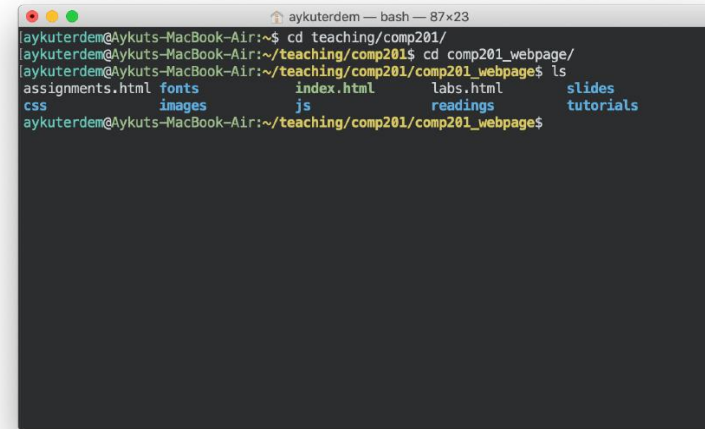 aykuterdem — bash — 87×23
[aykuterdem@Aykuts-MacBook-Air:~$ cd teaching/comp201/
[aykuterdem@Aykuts-MacBook-Air:~/teaching/comp201$ cd comp201_webpage/
[aykuterdem@Aykuts-MacBook-Air:~/teaching/comp201/comp201_webpage$ ls
assignments.html fonts index.html labs.html slides
css images js readings tutorials
aykuterdem@Aykuts-MacBook-Air:~/teaching/comp201/comp201_webpage$